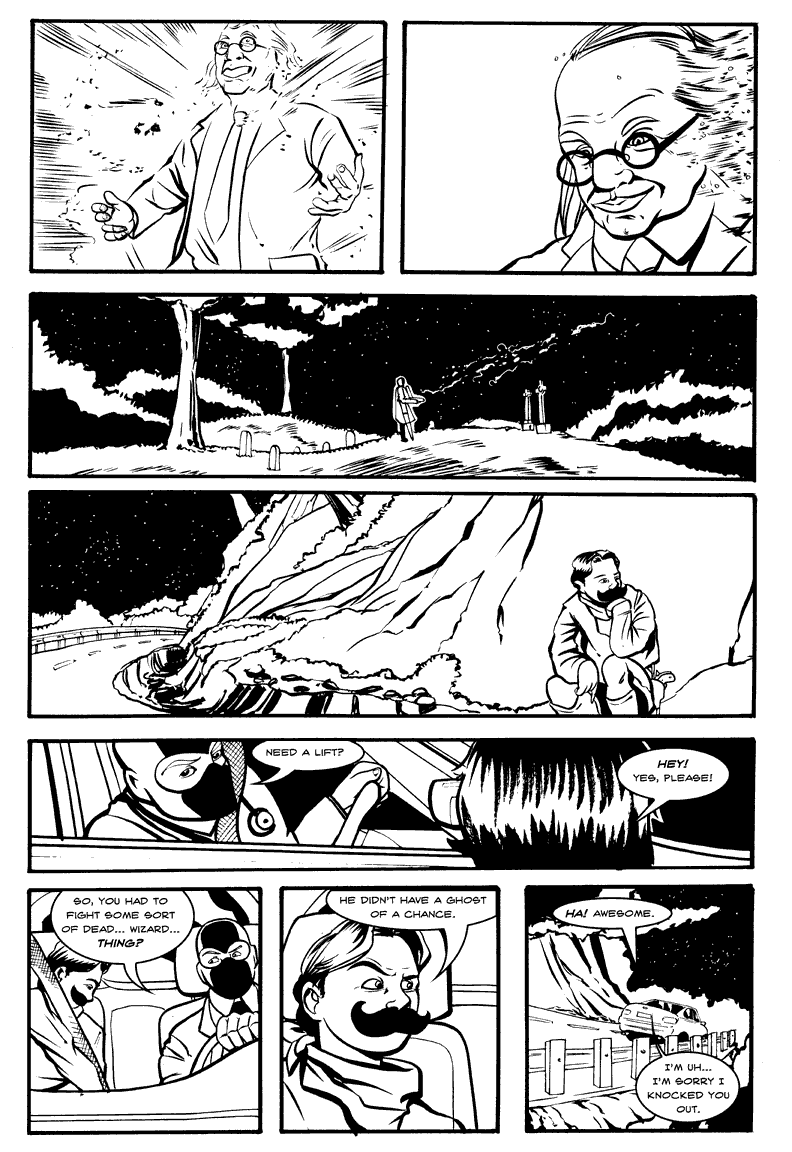 NEED A LIFT?
HEY!
YES, PLEASE!
SO, YOU HAD TO
FIGHT SOME SORT
OF DEAD... WIZARD...
THING?
HE DIDN'T HAVE A GHOST
OF A CHANCE.
HA! AWESOME.
I'M UH...
I'M SORRY I
KNOCKED YOU
OUT.